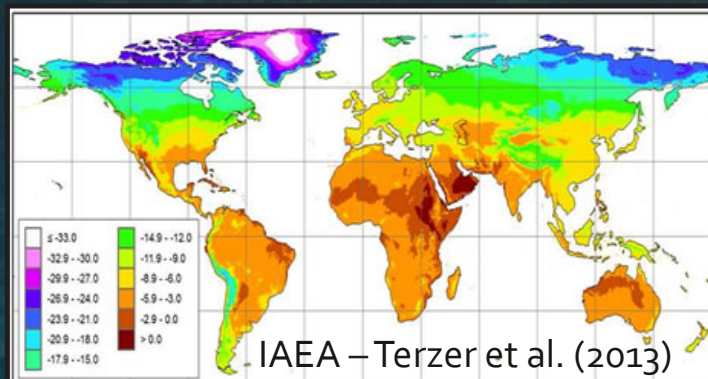 ≤ -33.0
-32.9 - -30.0
-29.9 - -27.0
-26.9 - -24.0
-23.9 - -21.0
-20.9 - -18.0
-17.9 - -15.0
-14.9 - -12.0
-11.9 - -9.0
-8.9 - -6.0
-5.9 - -3.0
-2.9 - 0.0
> 0.0
IAEA – Terzer et al. (2013)